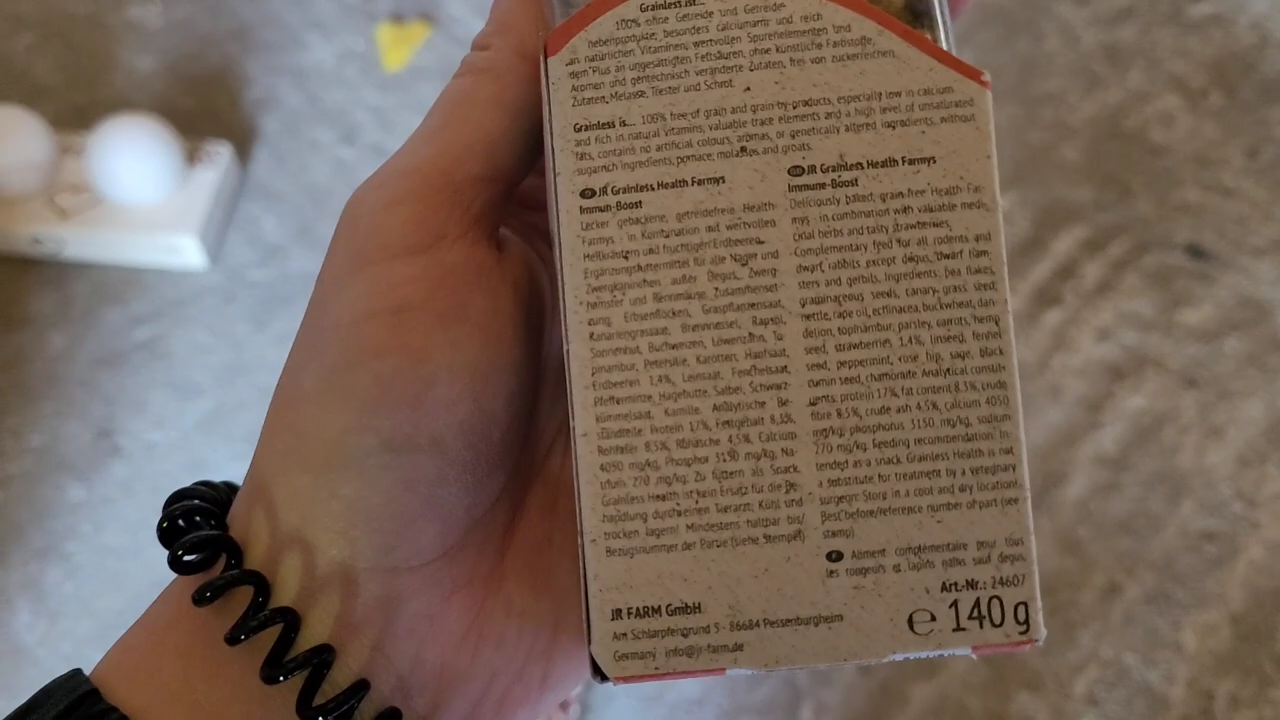 Grainless ist...
100% ohne Getreide und Getreide-
nebenprodukte, besonders calciumarm und reich
an natürlichen Vitaminen, wertvollen Spurenelementen und
dem Plus an ungesättigten Fettsäuren, ohne künstliche Farbstoffe,
Aromen und gentechnisch veränderte Zutaten, frei von zuckerreichen
Zutaten, Melasse, Trester und Schrot.
Grainless is... 100% free of grain and grain by-products, especially low in calcium
and rich in natural vitamins, valuable trace elements and a high level of unsaturated
fats, contains no artificial colours, aromas, or genetically altered ingredients, without
sugarrich ingredients, pomace, molasses and groats.
JR Grainless Health Farmys
Immun-Boost
Lecker gebackene, getreidefreie Health
Farmys - in Kombination mit wertvollen
Heilkräutern und fruchtigen Erdbeeren.
Ergänzungsfuttermittel für alle Nager und
Zwergkaninchen außer Degus, Zwerg-
hamster und Rennmäuse. Zusammenset-
zung: Erbsenflocken, Graspflanzensaat,
Kanariengrassaat, Brennnessel, Rapsöl,
Sonnenhut, Buchweizen, Löwenzahn, To
pinambur, Petersilie, Karotten, Hanfsaat,
Erdbeeren 1,4%, Leinsaat, Fenchelsaat,
Pfefferminze, Hagebutte, Salbei, Schwarz-
kümmelsaat, Kamille. Analytische Be-
standteile: Protein 17%, Fettgehalt 8,3%,
Rohfaser 8,5%, Rohasche 4,5%, Calcium
4050 mg/kg, Phosphor 3150 mg/kg, Na-
trium 270 mg/kg. Zu füttern als Snack.
Grainless Health ist kein Ersatz für die Be-
handlung durch einen Tierarzt. Kühl und
trocken lagern! Mindestens haltbar bis/
Bezugsnummer der Partie (siehe Stempel)
GB JR Grainless Health Farmys
Immune-Boost
Deliciously baked, grain-free Health Far-
mys - in combination with valuable medi-
cinal herbs and tasty strawberries.
Complementary feed for all rodents and
dwarf rabbits except degus, dwarf ham-
sters and gerbils. Ingredients: pea flakes,
graminaceous seeds, canary grass seed,
nettle, rape oil, echinacea, buckwheat, dan-
delion, topinambur, parsley, carrots, hemp
seed, strawberries 1.4%, linseed, fennel
seed, peppermint, rose hip, sage, black
cumin seed, chamomile. Analytical constit-
uents: protein 17%, fat content 8.3%, crude
fibre 8.5%, crude ash 4.5%, calcium 4050
mg/kg, phosphorus 3150 mg/kg, sodium
270 mg/kg. Feeding recommendation: In-
tended as a snack. Grainless Health is not
a substitute for treatment by a veterinary
surgeon. Store in a cool and dry location!
Best before/reference number of part (see
stamp)
F Aliment complémentaire pour tous
les rongeurs et lapins nains sauf degus,
Art.-Nr.: 24607
JR FARM GmbH
Am Schlarpfengrund 5 - 86684 Pessenburgheim
Germany · info@jr-farm.de
e 140 g